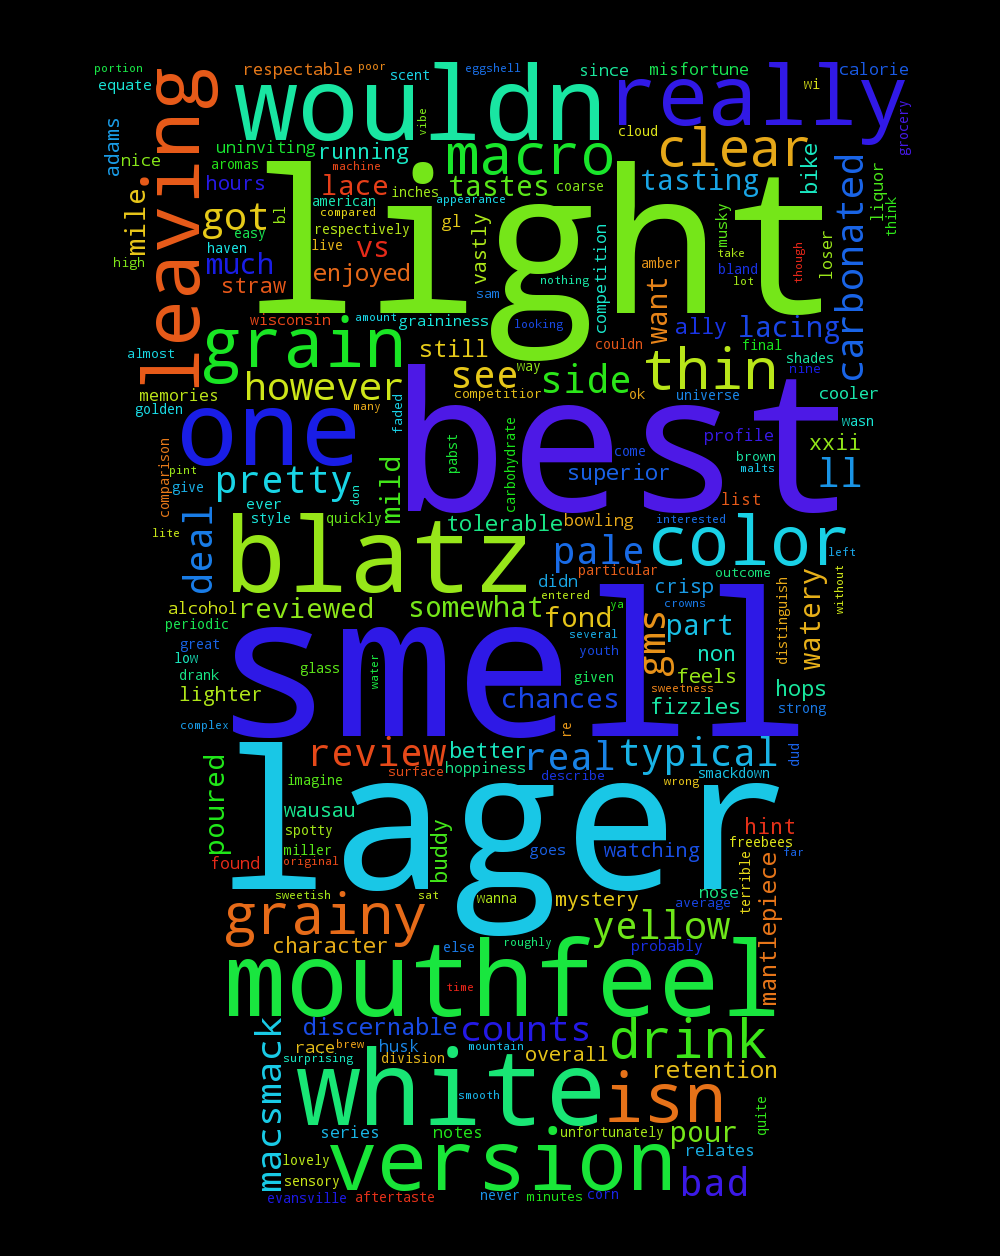 portion
respectable
poor
scent
eggshell
since
misfortune
calorie
equate
leaving
wouldn
really
wi
grocery
adams
vibe
cloud
clear
nice
uninviting
running
macro
bike
aromas
machine
tasting
carbonated
liquor
think
mile
hours
lace
inches
tastes
coarse
american
appearance
light
got
bl
compared
respectively
gl
vastly
musky
loser
easy
vs
live
competition
take
though
haven
high
much
enjoyed
nothing
amber
bland
lot
straw
sam
want
wisconsin
amount
graininess
looking
ally
lacing
grain
still
couldn
final
almost
thin
shades
see
way
side
nine
memories
however
competitior
ok
universe
cooler
golden
one
many
faded
best
wasn
comparison
pabst
carbohydrate
come
profile
xxii
pint
pretty
mild
superior
brown
malts
ll
give
don
list
ever
lite
deal
style
quickly
tolerable
bowling
interested
color
blatz
pale
left
particular
outcome
didn
crisp
without
alcohol
reviewed
somewhat
entered
ya
crowns
distinguish
watery
periodic
fond
gms
part
great
smell
several
youth
low
non
drank
glass
water
given
feels
lighter
sweetness
hops
chances
fizzles
strong
complex
re
review
better
real
typical
dud
poured
surface
hoppiness
describe
smackdown
imagine
wrong
lager
wausau
spotty
buddy
hint
miller
goes
watching
freebees
found
original
far
terrible
mantlepiece
sweetish
sat
wanna
mystery
nose
average
grainy
yellow
character
else
roughly
probably
mouthfeel
time
macsmack
discernable
counts
drink
race
brew
husk
mountain
overall
surprising
division
retention
white
smooth
isn
quite
series
notes
unfortunately
pour
relates
version
lovely
sensory
bad
evansville
aftertaste
never
minutes
corn